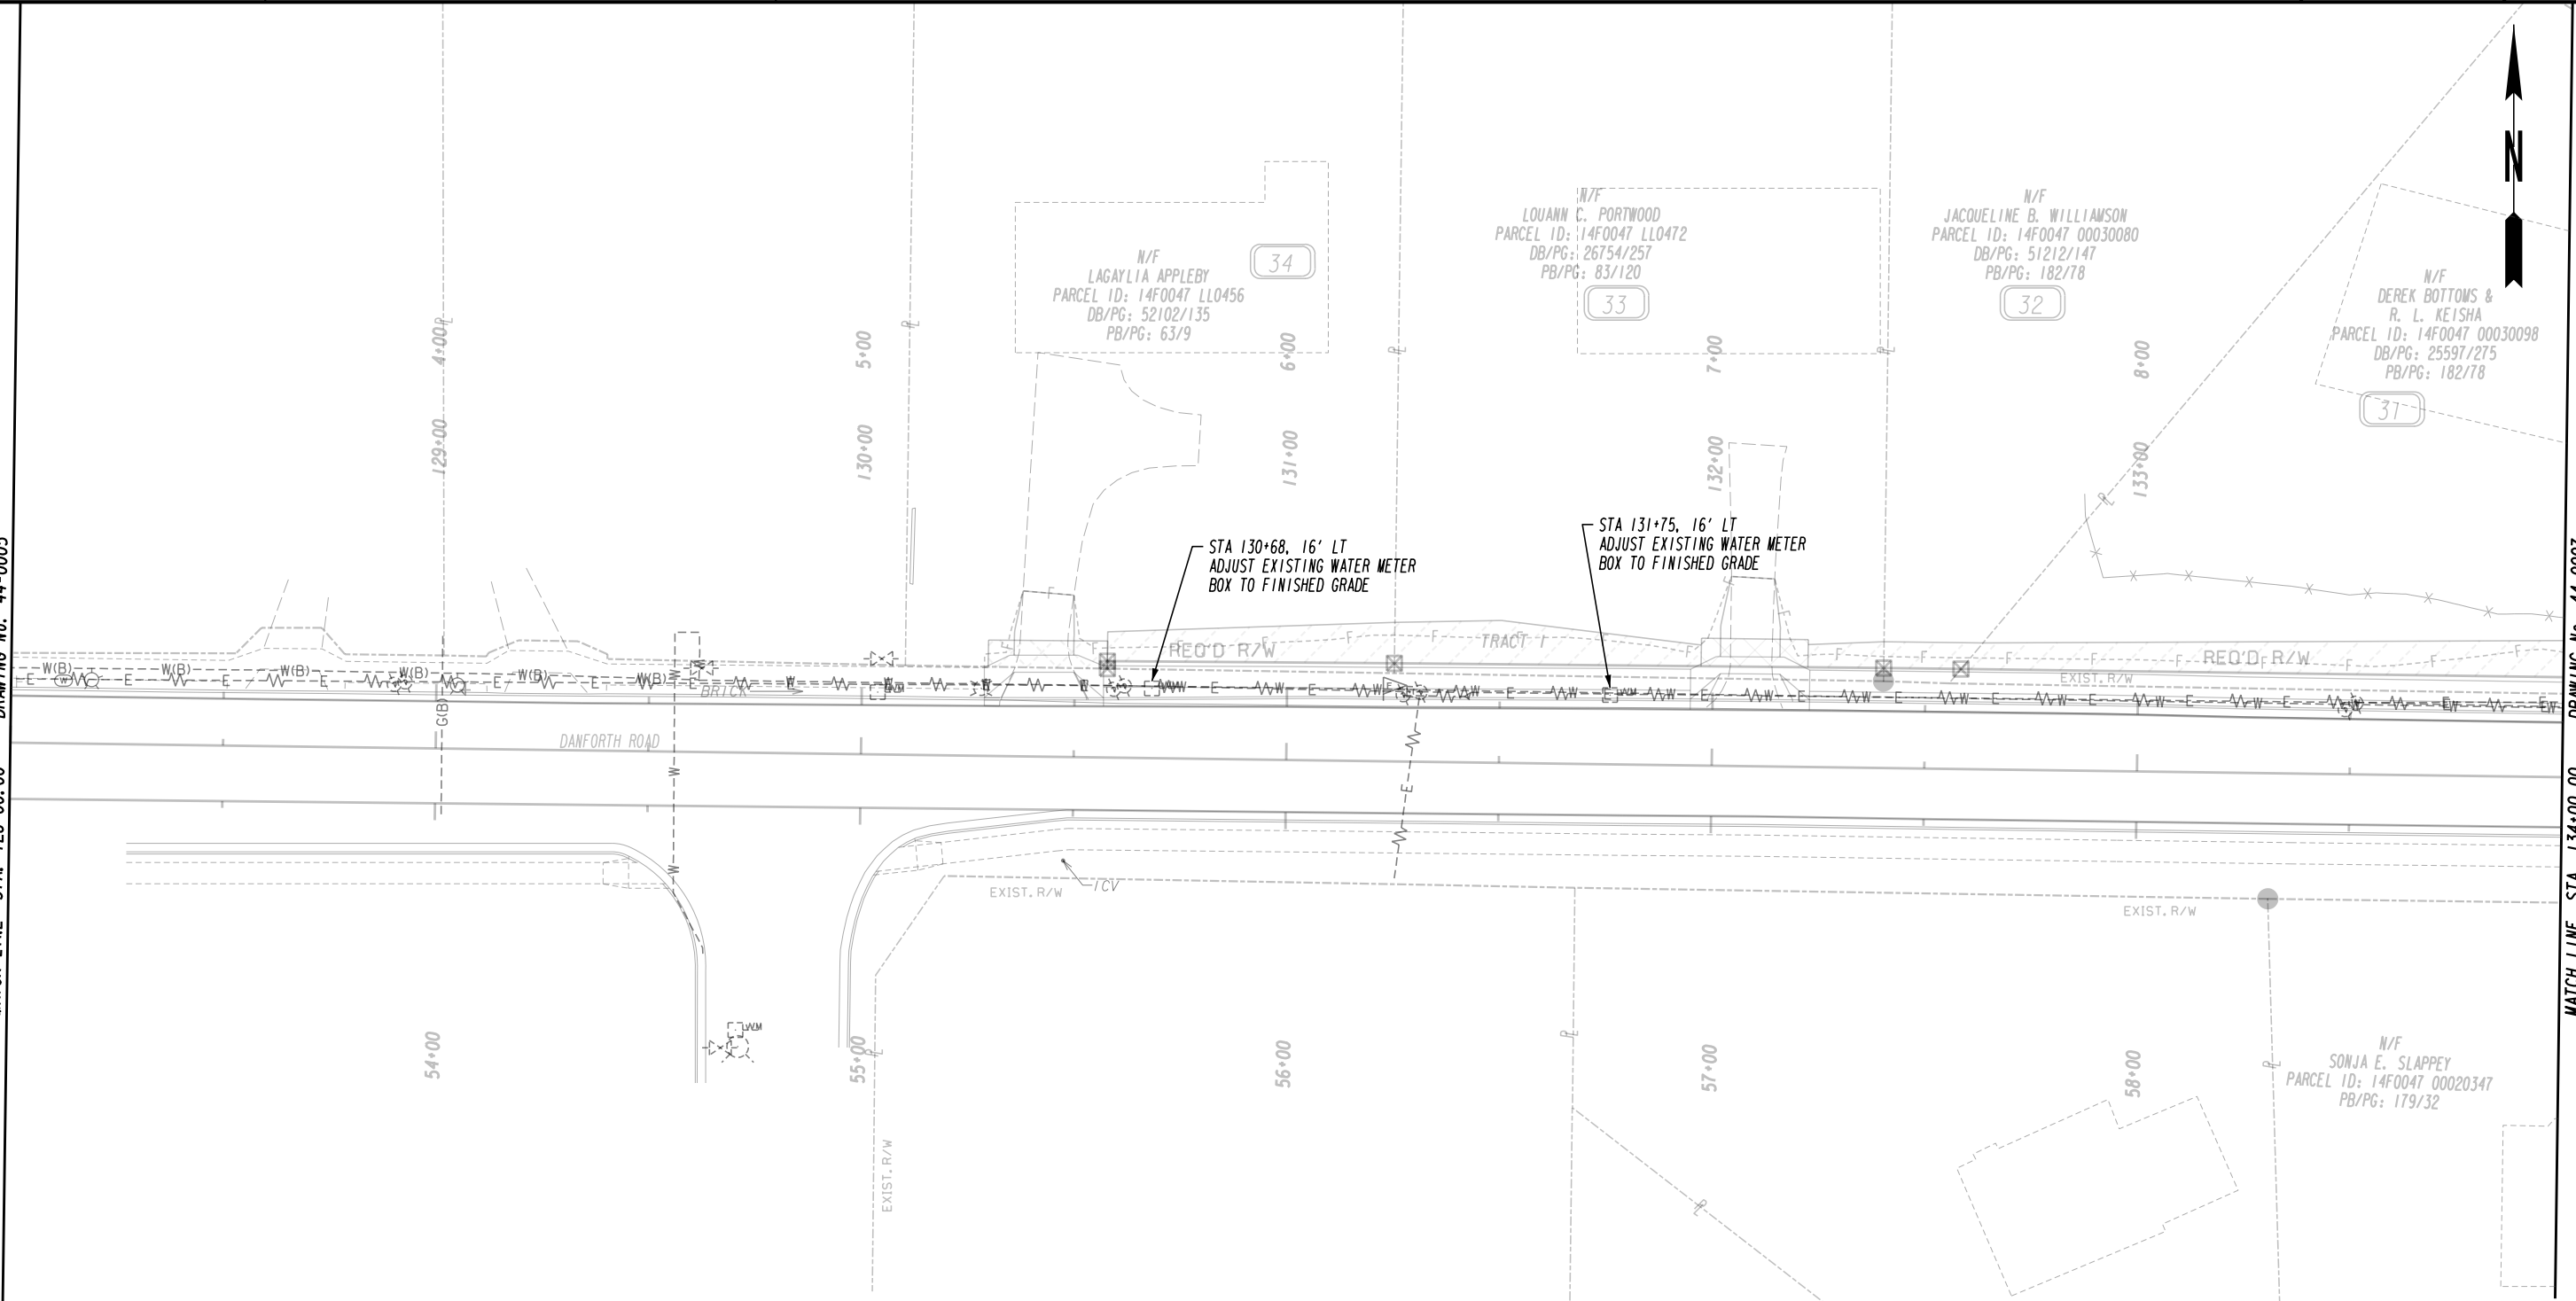 N
N/F
LAGAYLIA APPLEBY
PARCEL ID: 14F0047 LL0456
DB/PG: 52102/135
PB/PG: 63/9
34
N/F
LOUANN C. PORTWOOD
PARCEL ID: 14F0047 LL0472
DB/PG: 26754/257
PB/PG: 83/120
33
N/F
JACQUELINE B. WILLIAMSON
PARCEL ID: 14F0047 00030080
DB/PG: 51212/147
PB/PG: 182/78
32
N/F
DEREK BOTTOMS &
R. L. KEISHA
PARCEL ID: 14F0047 00030098
DB/PG: 25597/275
PB/PG: 182/78
31
4+00
5+00
6+00
7+00
8+00
129+00
130+00
131+00
132+00
133+00
STA 130+68, 16' LT
ADJUST EXISTING WATER METER
BOX TO FINISHED GRADE
STA 131+75, 16' LT
ADJUST EXISTING WATER METER
BOX TO FINISHED GRADE
REQ'D R/W
TRACT 1
REQ'D R/W
EXIST. R/W
W(B)
W(B)
W(B)
W(B)
W(B)
W(B)
BRICK
G(B)
DANFORTH ROAD
ICV
EXIST. R/W
EXIST. R/W
EXIST. R/W
54+00
55+00
56+00
57+00
58+00
WM
N/F
SONJA E. SLAPPEY
PARCEL ID: 14F0047 00020347
PB/PG: 179/32
MATCH LINE STA. 134+00.00